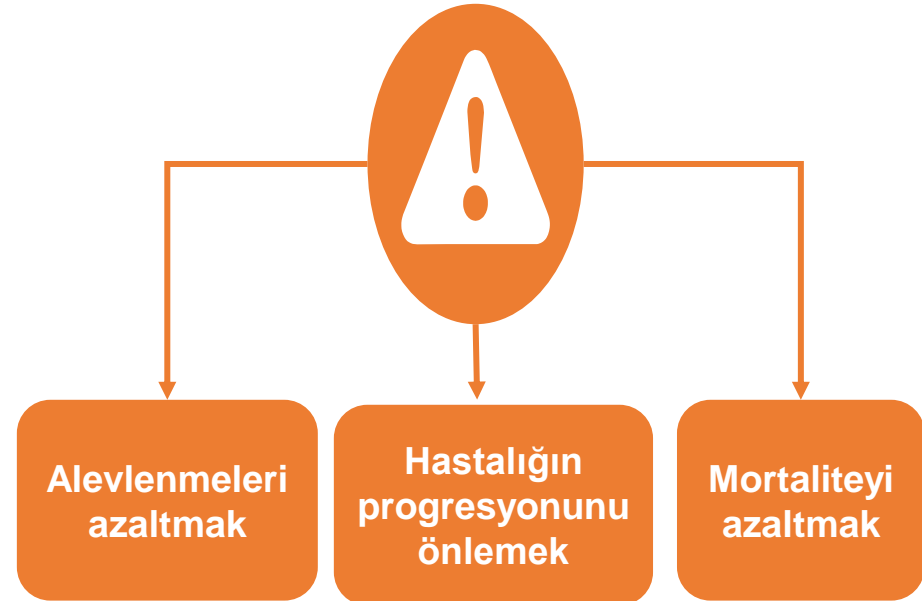 Alevlenmeleri
azaltmak
Hastalığın
progresyonunu
önlemek
Mortaliteyi
azaltmak